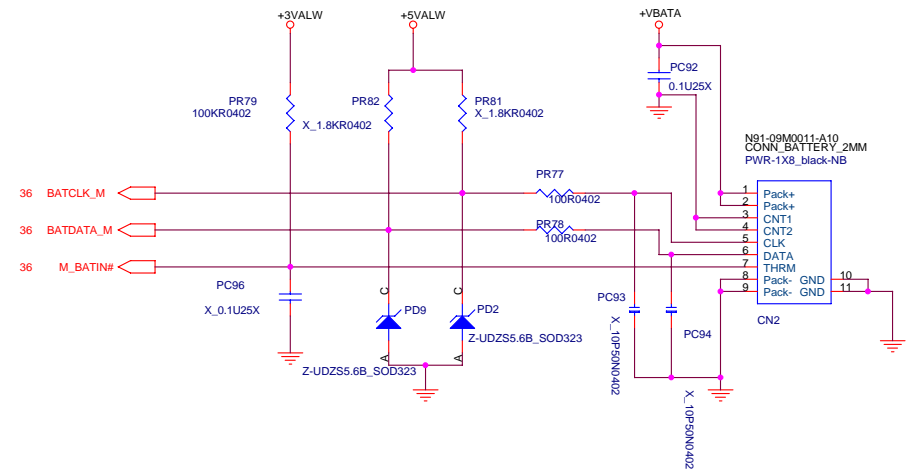 +3VALW
+5VALW
+VBATA
PC92
0.1U25X
PR79
100KR0402
PR82
X_1.8KR0402
PR81
X_1.8KR0402
N91-09M0011-A10
CONN_BATTERY_2MM
PWR-1X8_black-NB
PR77
100R0402
36 BATCLK_M
PR78
100R0402
36 BATDATA_M
36 M_BATIN#
1 Pack+
2 Pack+
3 CNT1
4 CNT2
5 CLK
6 DATA
7 THRM
8 Pack- GND 10
9 Pack- GND 11
CN2
PC96
X_0.1U25X
C
PD9
A
Z-UDZS5.6B_SOD323
C
PD2
A
Z-UDZS5.6B_SOD323
PC93
X_10P50N0402
PC94
X_10P50N0402